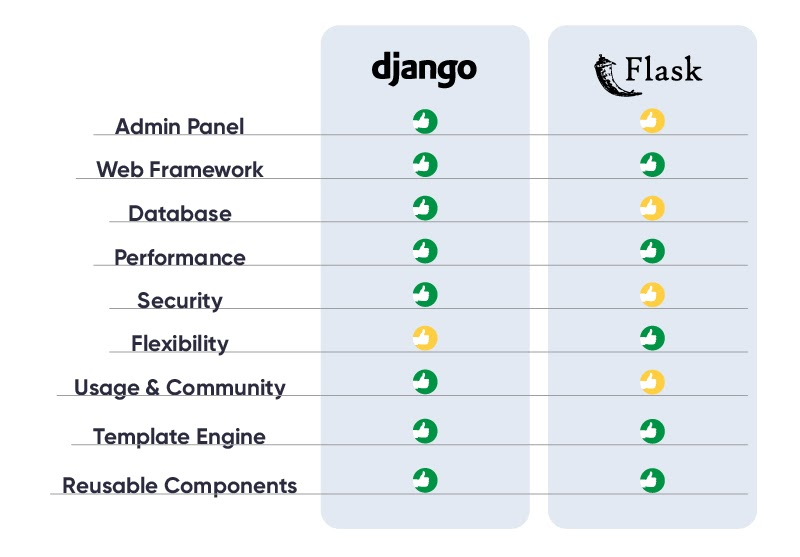 django Flask
Admin Panel
Web Framework
Database
Performance
Security
Flexibility
Usage & Community
Template Engine
Reusable Components